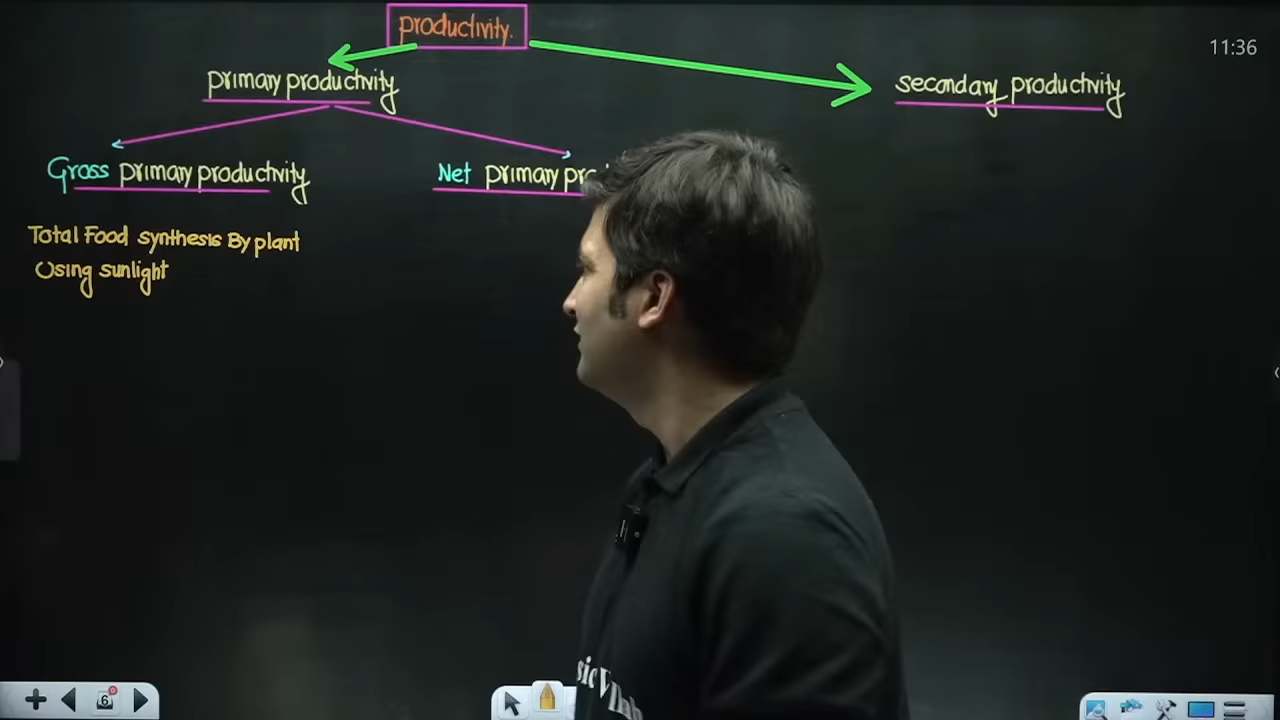 productivity.
11:36
primary productivity
secondary productivity
Gross primary productivity
Net primary
Total Food synthesis By plant
Using sunlight
6